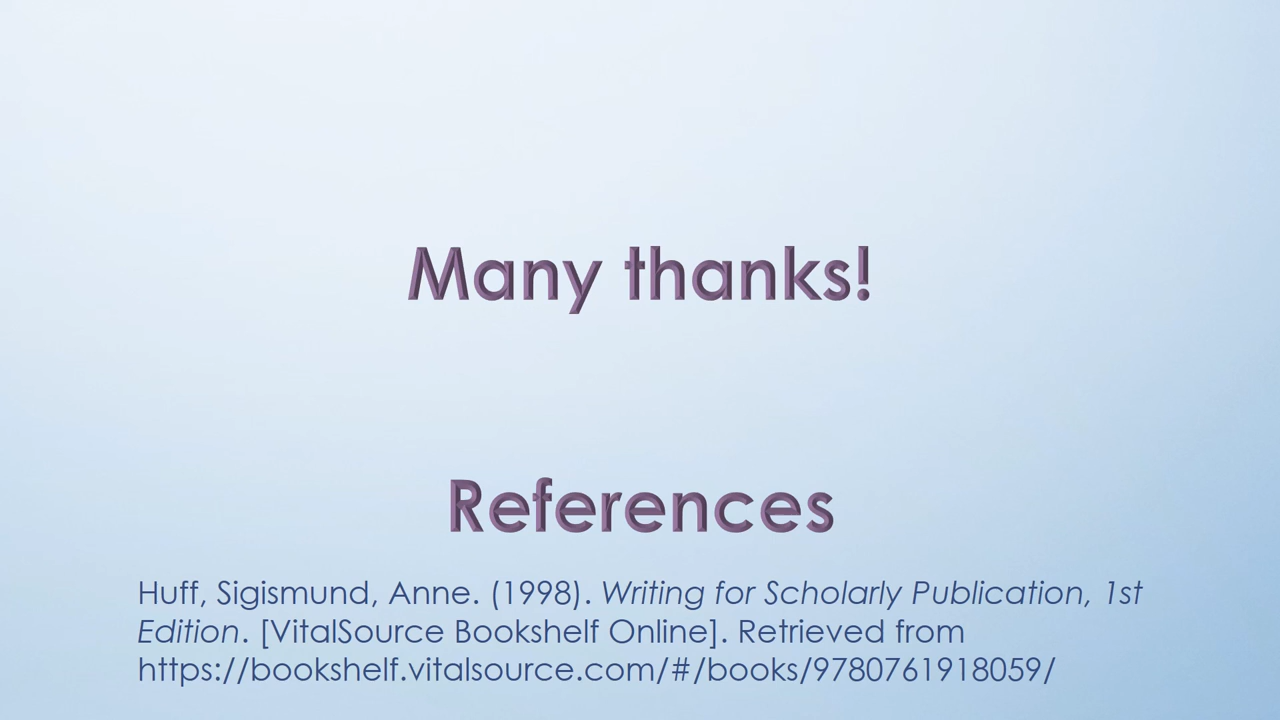 Many thanks!
References
Huff, Sigismund, Anne. (1998). Writing for Scholarly Publication, 1st
Edition. [VitalSource Bookshelf Online]. Retrieved from
https://bookshelf.vitalsource.com/#/books/9780761918059/